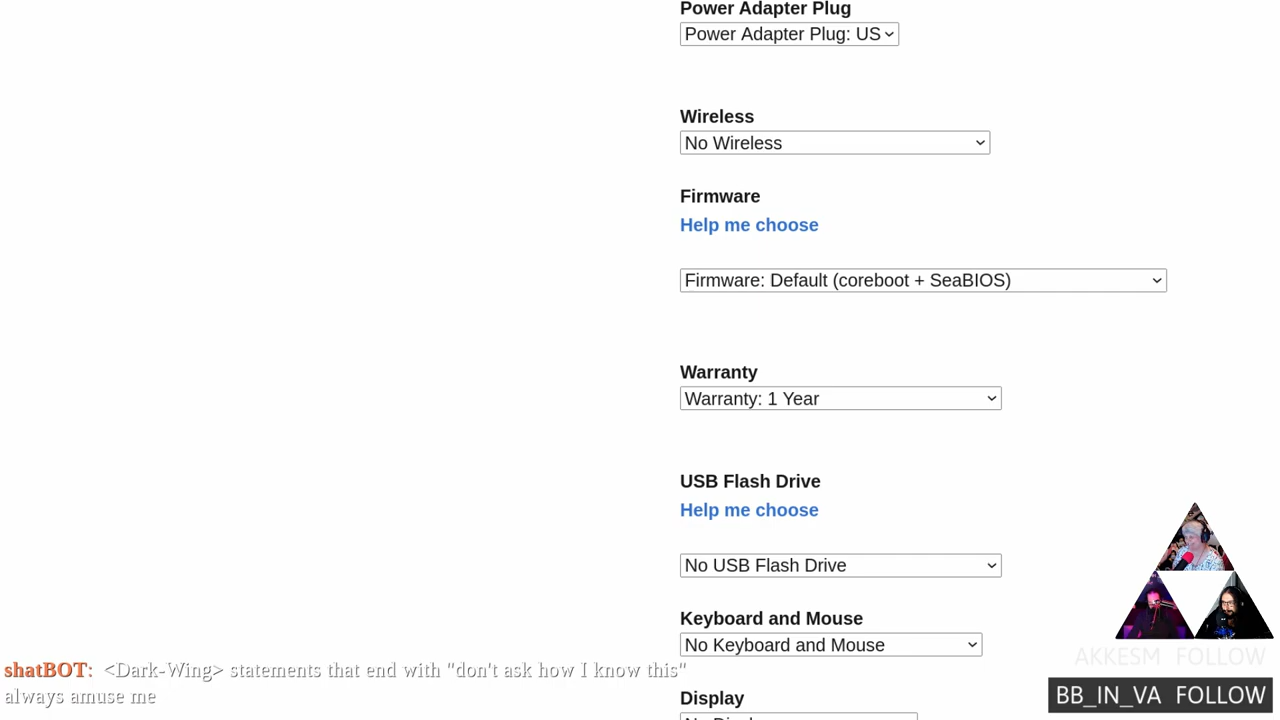 Power Adapter Plug
Power Adapter Plug: US
Wireless
No Wireless
Firmware
Help me choose
Firmware: Default (coreboot + SeaBIOS)
Warranty
Warranty: 1 Year
USB Flash Drive
Help me choose
No USB Flash Drive
Keyboard and Mouse
No Keyboard and Mouse
shatBOT: <Dark-Wing> statements that end with "don't ask how I know this"
always amuse me
AKKESM FOLLOW
BB_IN_VA FOLLOW
Display